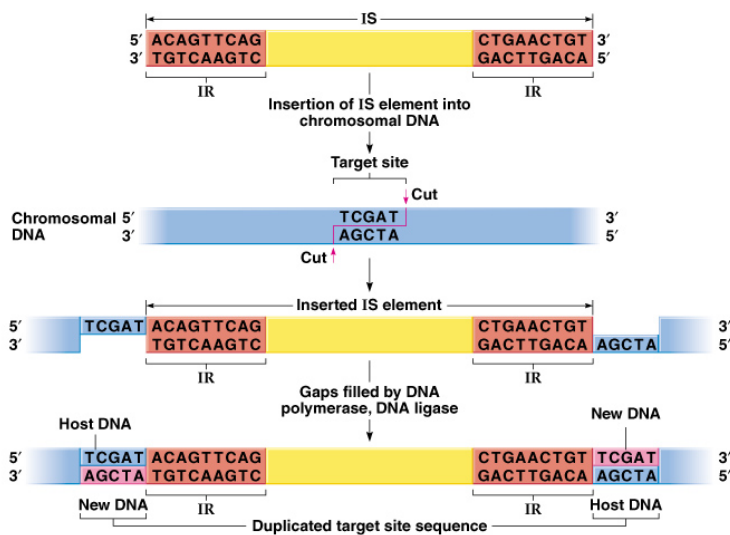 IS
5′ ACAGTTCAG CTGAACTGT 3′
3′ TGTCAAGTC GACTTGACA 5′
IR IR
Insertion of IS element into
chromosomal DNA
Target site
Cut
Chromosomal 5′ TCGAT 3′
DNA 3′ AGCTA 5′
Cut
Inserted IS element
5′ TCGAT ACAGTTCAG CTGAACTGT 3′
3′ TGTCAAGTC GACTTGACA AGCTA 5′
IR IR
Gaps filled by DNA
polymerase, DNA ligase
Host DNA New DNA
5′ TCGAT ACAGTTCAG CTGAACTGT TCGAT 3′
3′ AGCTA TGTCAAGTC GACTTGACA AGCTA 5′
New DNA IR IR Host DNA
Duplicated target site sequence